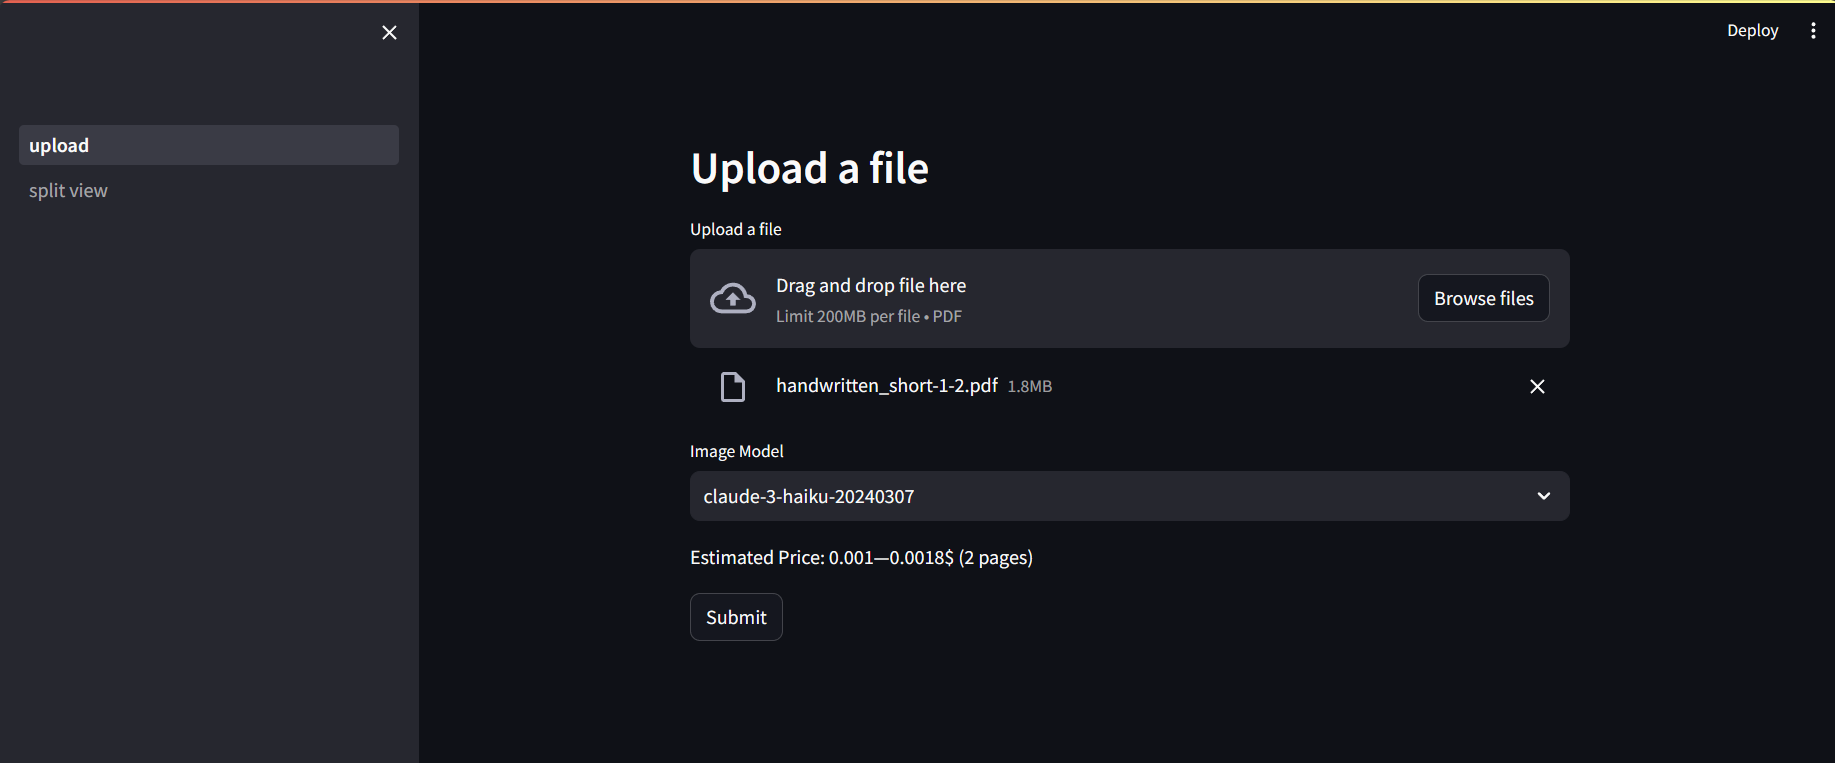 Deploy
upload
split view
Upload a file
Upload a file
Drag and drop file here
Limit 200MB per file • PDF
Browse files
handwritten_short-1-2.pdf 1.8MB
Image Model
claude-3-haiku-20240307
Estimated Price: 0.001—0.0018$ (2 pages)
Submit